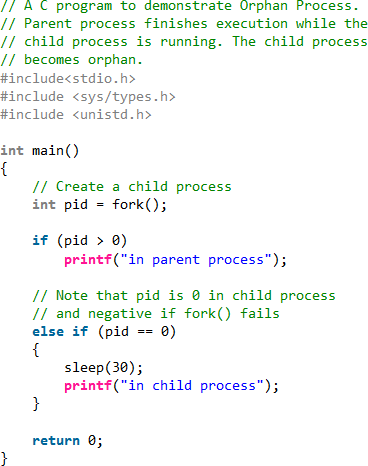 // A C program to demonstrate Orphan Process.
// Parent process finishes execution while the
// child process is running. The child process
// becomes orphan.
#include<stdio.h>
#include <sys/types.h>
#include <unistd.h>

int main()
{
    // Create a child process
    int pid = fork();

    if (pid > 0)
        printf("in parent process");

    // Note that pid is 0 in child process
    // and negative if fork() fails
    else if (pid == 0)
    {
        sleep(30);
        printf("in child process");
    }

    return 0;
}